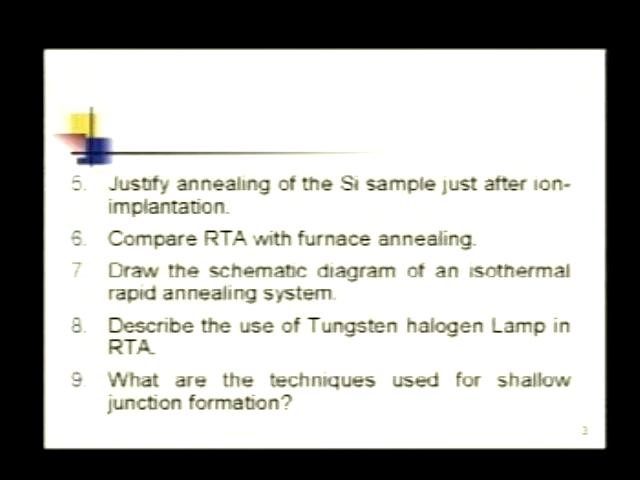 5. Justify annealing of the Si sample just after ion-
implantation.
6. Compare RTA with furnace annealing.
7. Draw the schematic diagram of an isothermal
rapid annealing system.
8. Describe the use of Tungsten halogen Lamp in
RTA.
9. What are the techniques used for shallow
junction formation?
3